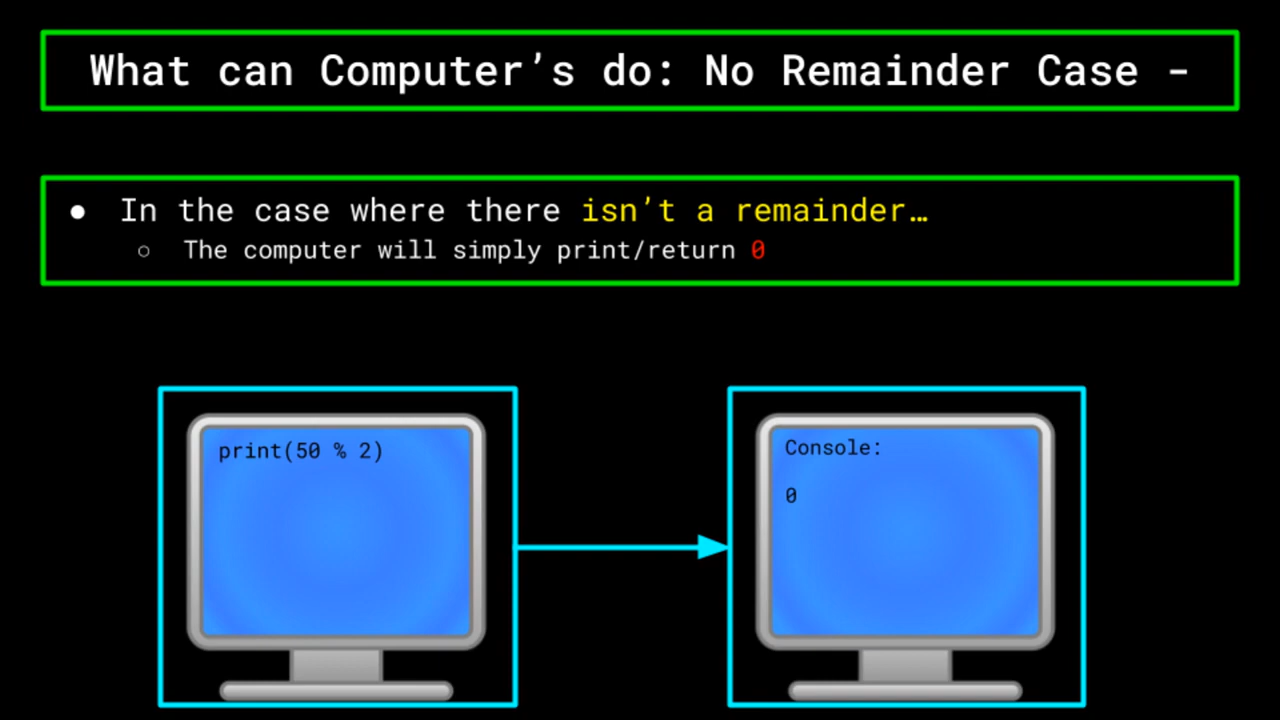 What can Computer’s do: No Remainder Case -
● In the case where there isn’t a remainder…
○ The computer will simply print/return 0
print(50 % 2)
Console:
0